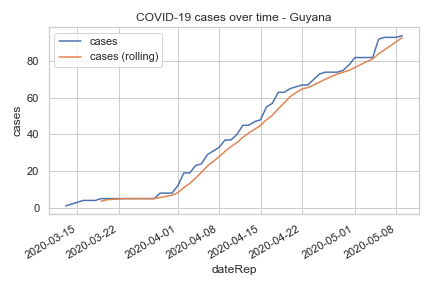 COVID-19 cases over time - Guyana
cases
cases (rolling)
80
60
40
20
0
cases
2020-03-15
2020-03-22
2020-04-01
2020-04-08
2020-04-15
2020-04-22
2020-05-01
2020-05-08
dateRep